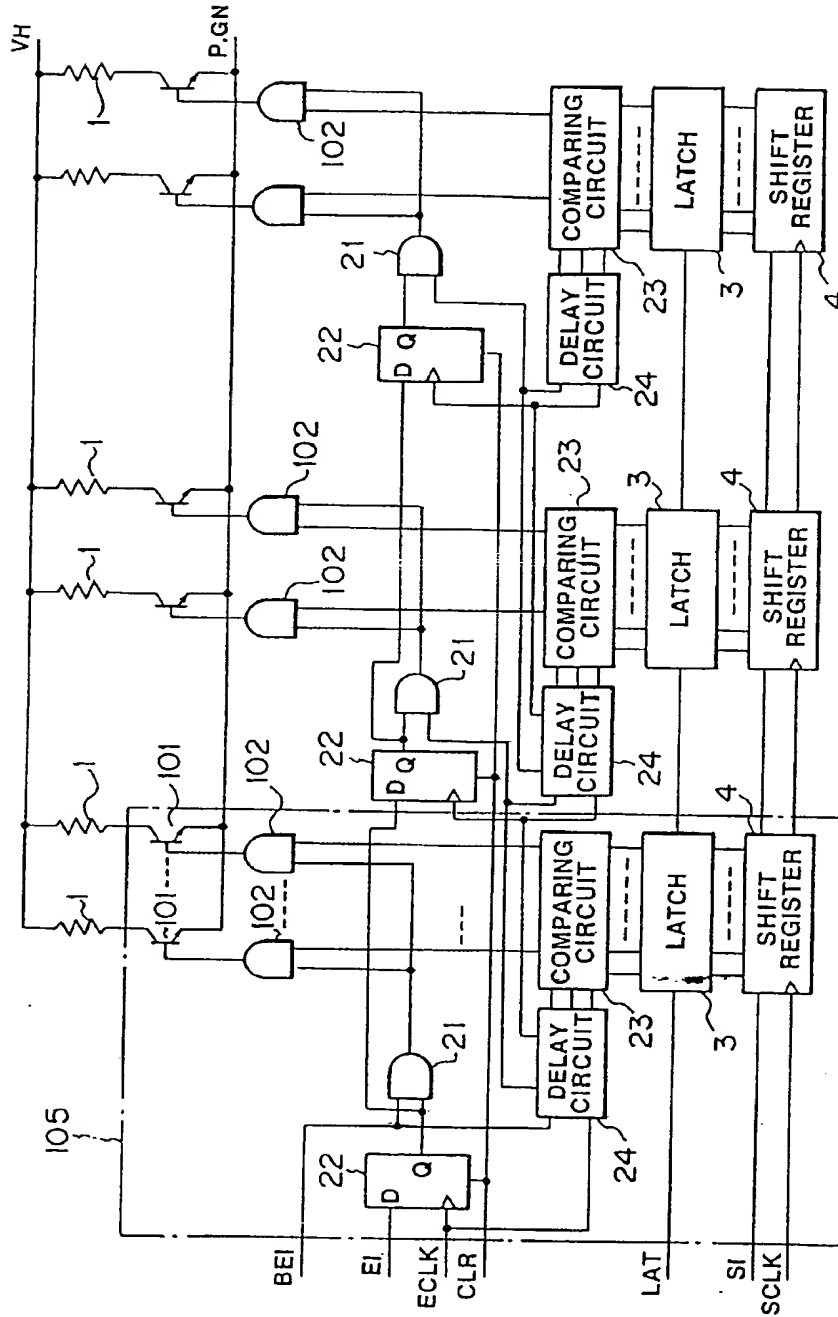 VH
P.GN
1
102
21
22
D Q
COMPARING CIRCUIT
23
DELAY CIRCUIT
24
LATCH
3
SHIFT REGISTER
4
1
102
1
102
21
22
D Q
COMPARING CIRCUIT
23
DELAY CIRCUIT
24
LATCH
3
SHIFT REGISTER
4
1
101
102
1
101
102
21
22
D Q
COMPARING CIRCUIT
23
DELAY CIRCUIT
24
LATCH
3
SHIFT REGISTER
4
105
BEI
EI
ECLK
CLR
LAT
SI
SCLK